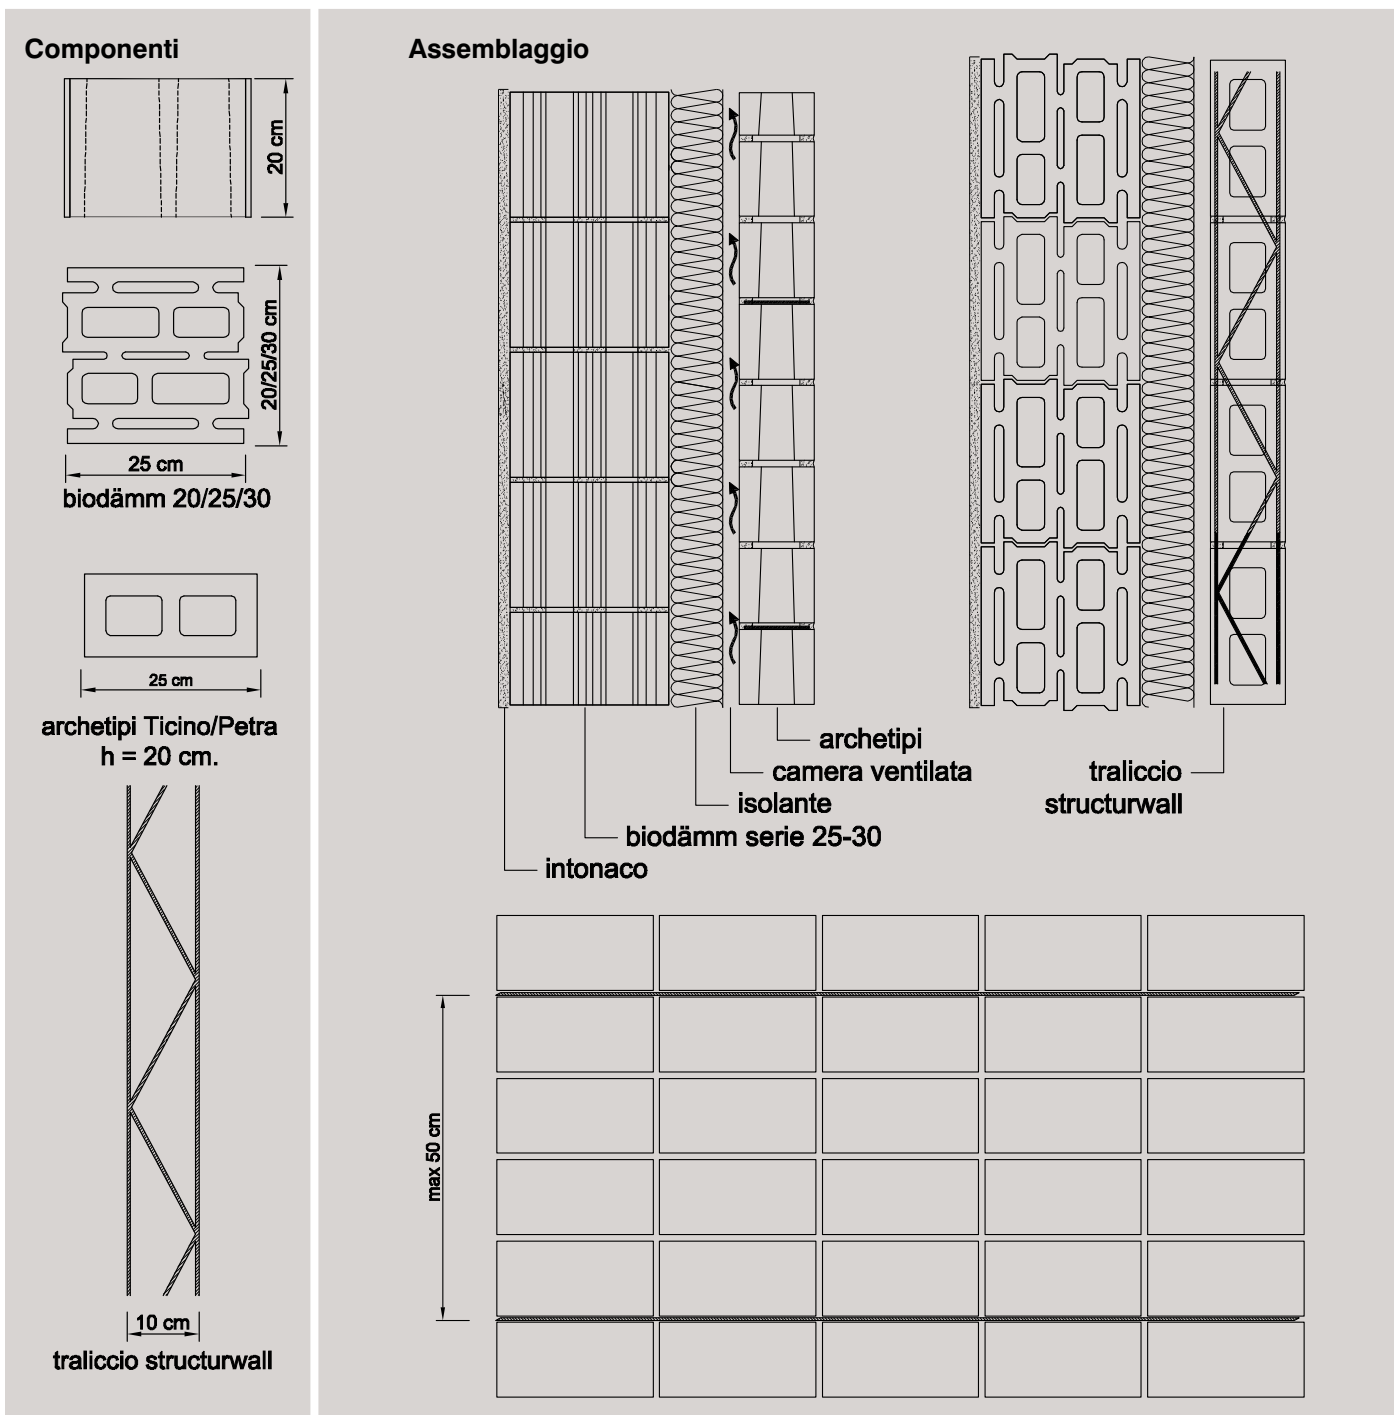 Componenti
20 cm
20/25/30 cm
25 cm
biodämm 20/25/30
25 cm
archetipi Ticino/Petra
h = 20 cm.
10 cm
traliccio structurwall
Assemblaggio
archetipi
camera ventilata
isolante
biodämm serie 25-30
intonaco
traliccio
structurwall
max 50 cm